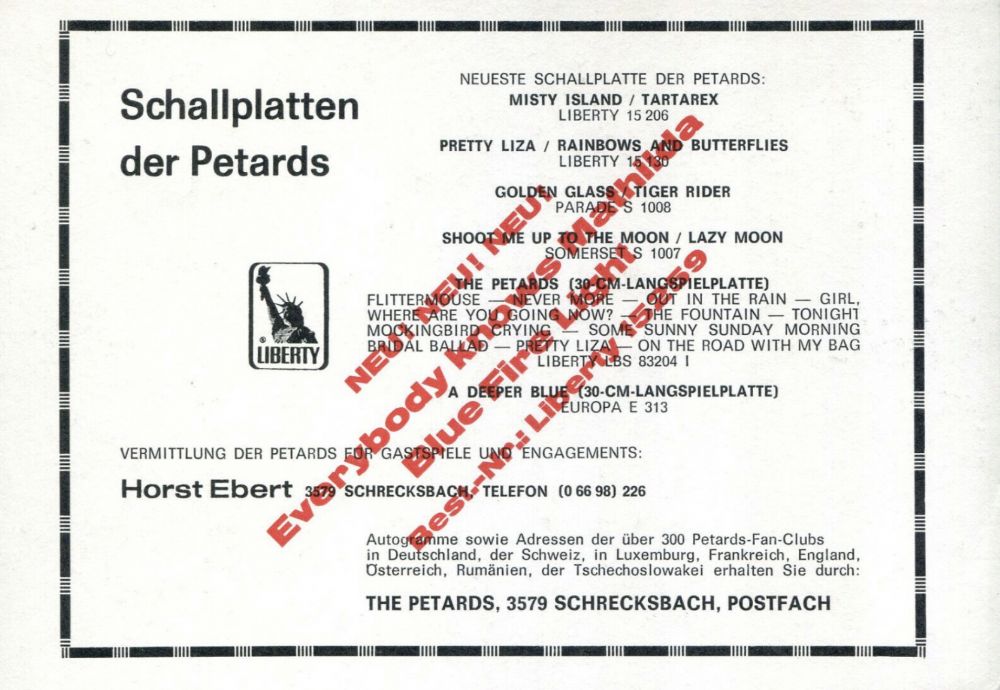 Schallplatten
der Petards
NEUESTE SCHALLPLATTE DER PETARDS:
MISTY ISLAND / TARTAREX
LIBERTY 15 206
PRETTY LIZA / RAINBOWS AND BUTTERFLIES
LIBERTY 15 130
GOLDEN GLASS / TIGER RIDER
PARADE S 1008
SHOOT ME UP TO THE MOON / LAZY MOON
SOMERSET S 1007
THE PETARDS (30-CM-LANGSPIELPLATTE)
FLITTERMOUSE — NEVER MORE — OUT IN THE RAIN — GIRL,
WHERE ARE YOU GOING NOW? — THE FOUNTAIN — TONIGHT
MOCKINGBIRD CRYING — SOME SUNNY SUNDAY MORNING
BRIDAL BALLAD — PRETTY LIZA — ON THE ROAD WITH MY BAG
LIBERTY LBS 83204 I
A DEEPER BLUE (30-CM-LANGSPIELPLATTE)
EUROPA E 313
® LIBERTY
NEU! NEU! NEU! NEU!
Everybody knows Mathilda
Blue Fire Light
Best.-Nr.: Liberty 15259
VERMITTLUNG DER PETARDS FÜR GASTSPIELE UND ENGAGEMENTS:
Horst Ebert 3579 SCHRECKSBACH, TELEFON (0 66 98) 226
Autogramme sowie Adressen der über 300 Petards-Fan-Clubs
in Deutschland, der Schweiz, in Luxemburg, Frankreich, England,
Österreich, Rumänien, der Tschechoslowakei erhalten Sie durch:
THE PETARDS, 3579 SCHRECKSBACH, POSTFACH